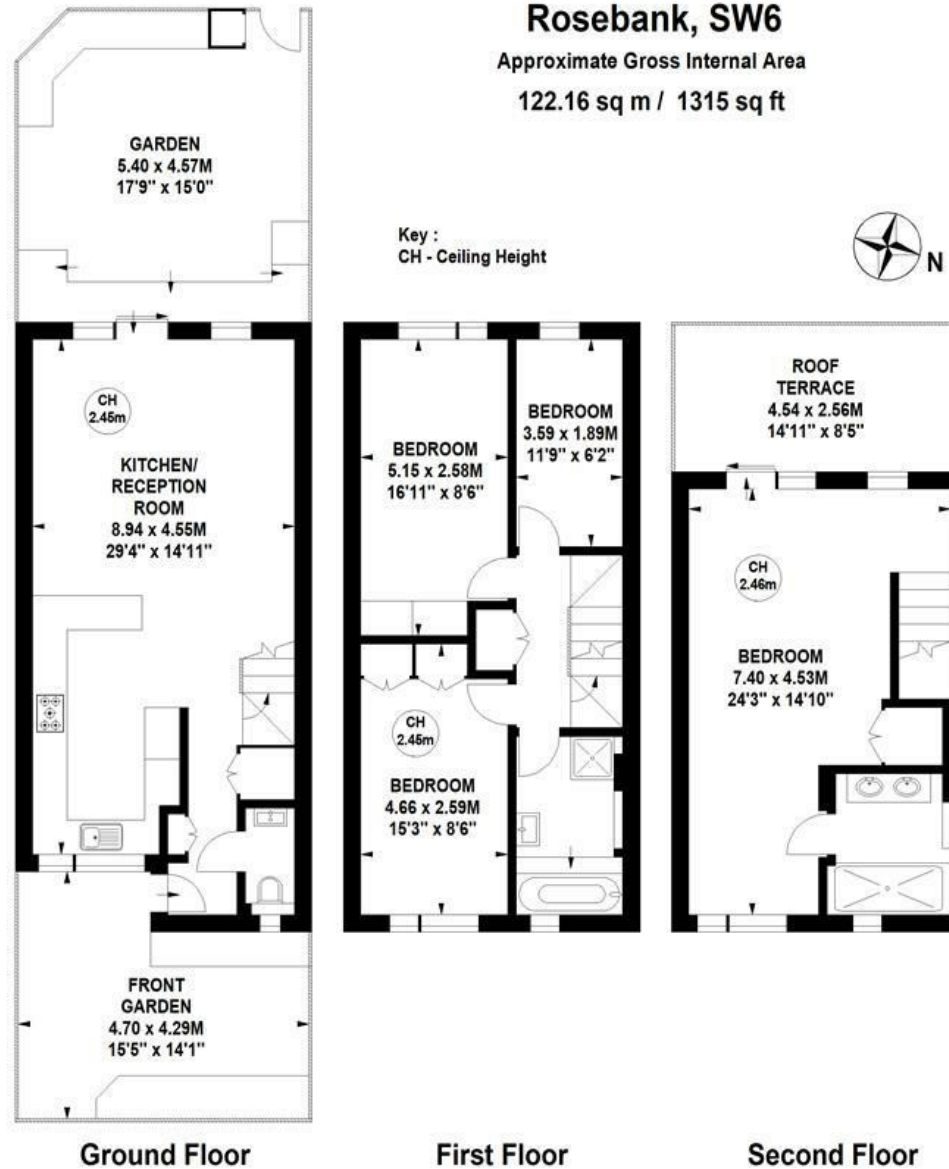 Rosebank, SW6
Approximate Gross Internal Area
122.16 sq m / 1315 sq ft
Key :
CH - Ceiling Height
N
GARDEN
5.40 x 4.57M
17'9" x 15'0"
CH
2.45m
KITCHEN/
RECEPTION
ROOM
8.94 x 4.55M
29'4" x 14'11"
FRONT
GARDEN
4.70 x 4.29M
15'5" x 14'1"
Ground Floor
BEDROOM
5.15 x 2.58M
16'11" x 8'6"
BEDROOM
3.59 x 1.89M
11'9" x 6'2"
CH
2.45m
BEDROOM
4.66 x 2.59M
15'3" x 8'6"
First Floor
ROOF
TERRACE
4.54 x 2.56M
14'11" x 8'5"
CH
2.46m
BEDROOM
7.40 x 4.53M
24'3" x 14'10"
Second Floor